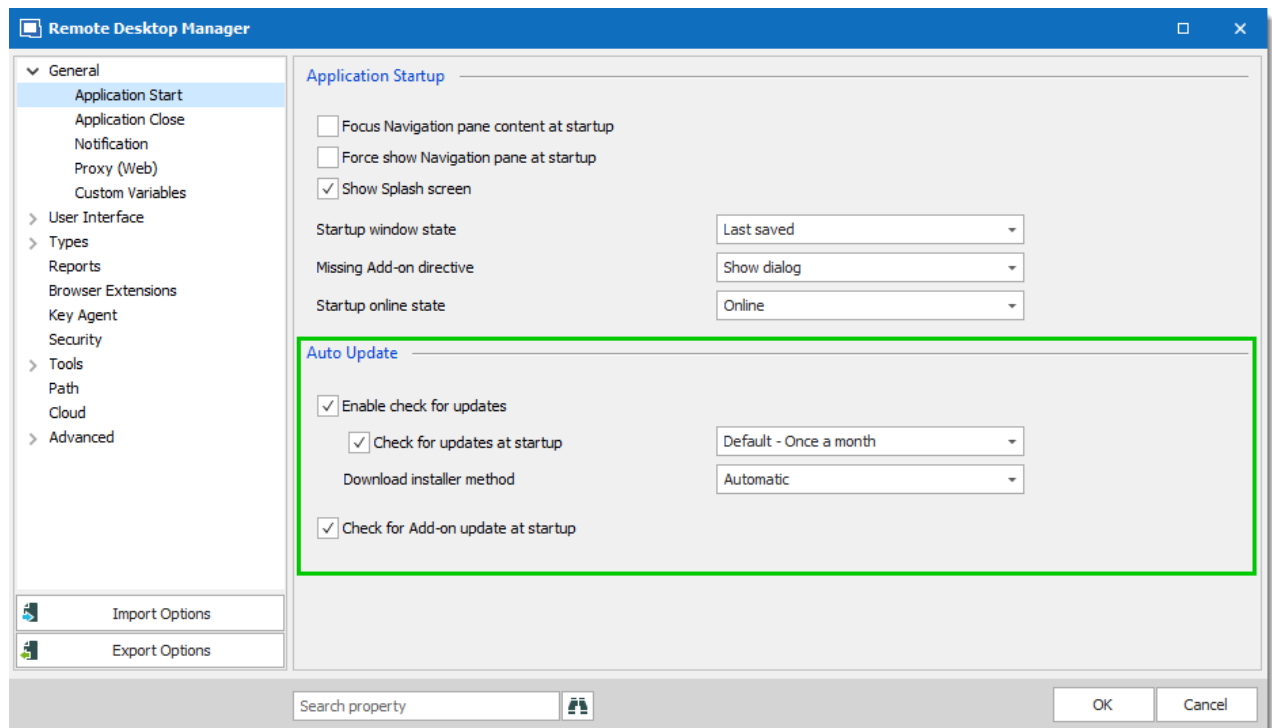 Remote Desktop Manager
General
Application Start
Application Close
Notification
Proxy (Web)
Custom Variables
User Interface
Types
Reports
Browser Extensions
Key Agent
Security
Tools
Path
Cloud
Advanced
Import Options
Export Options
Application Startup
Focus Navigation pane content at startup
Force show Navigation pane at startup
Show Splash screen
Startup window state Last saved
Missing Add-on directive Show dialog
Startup online state Online
Auto Update
Enable check for updates
Check for updates at startup Default - Once a month
Download installer method Automatic
Check for Add-on update at startup
Search property
OK Cancel